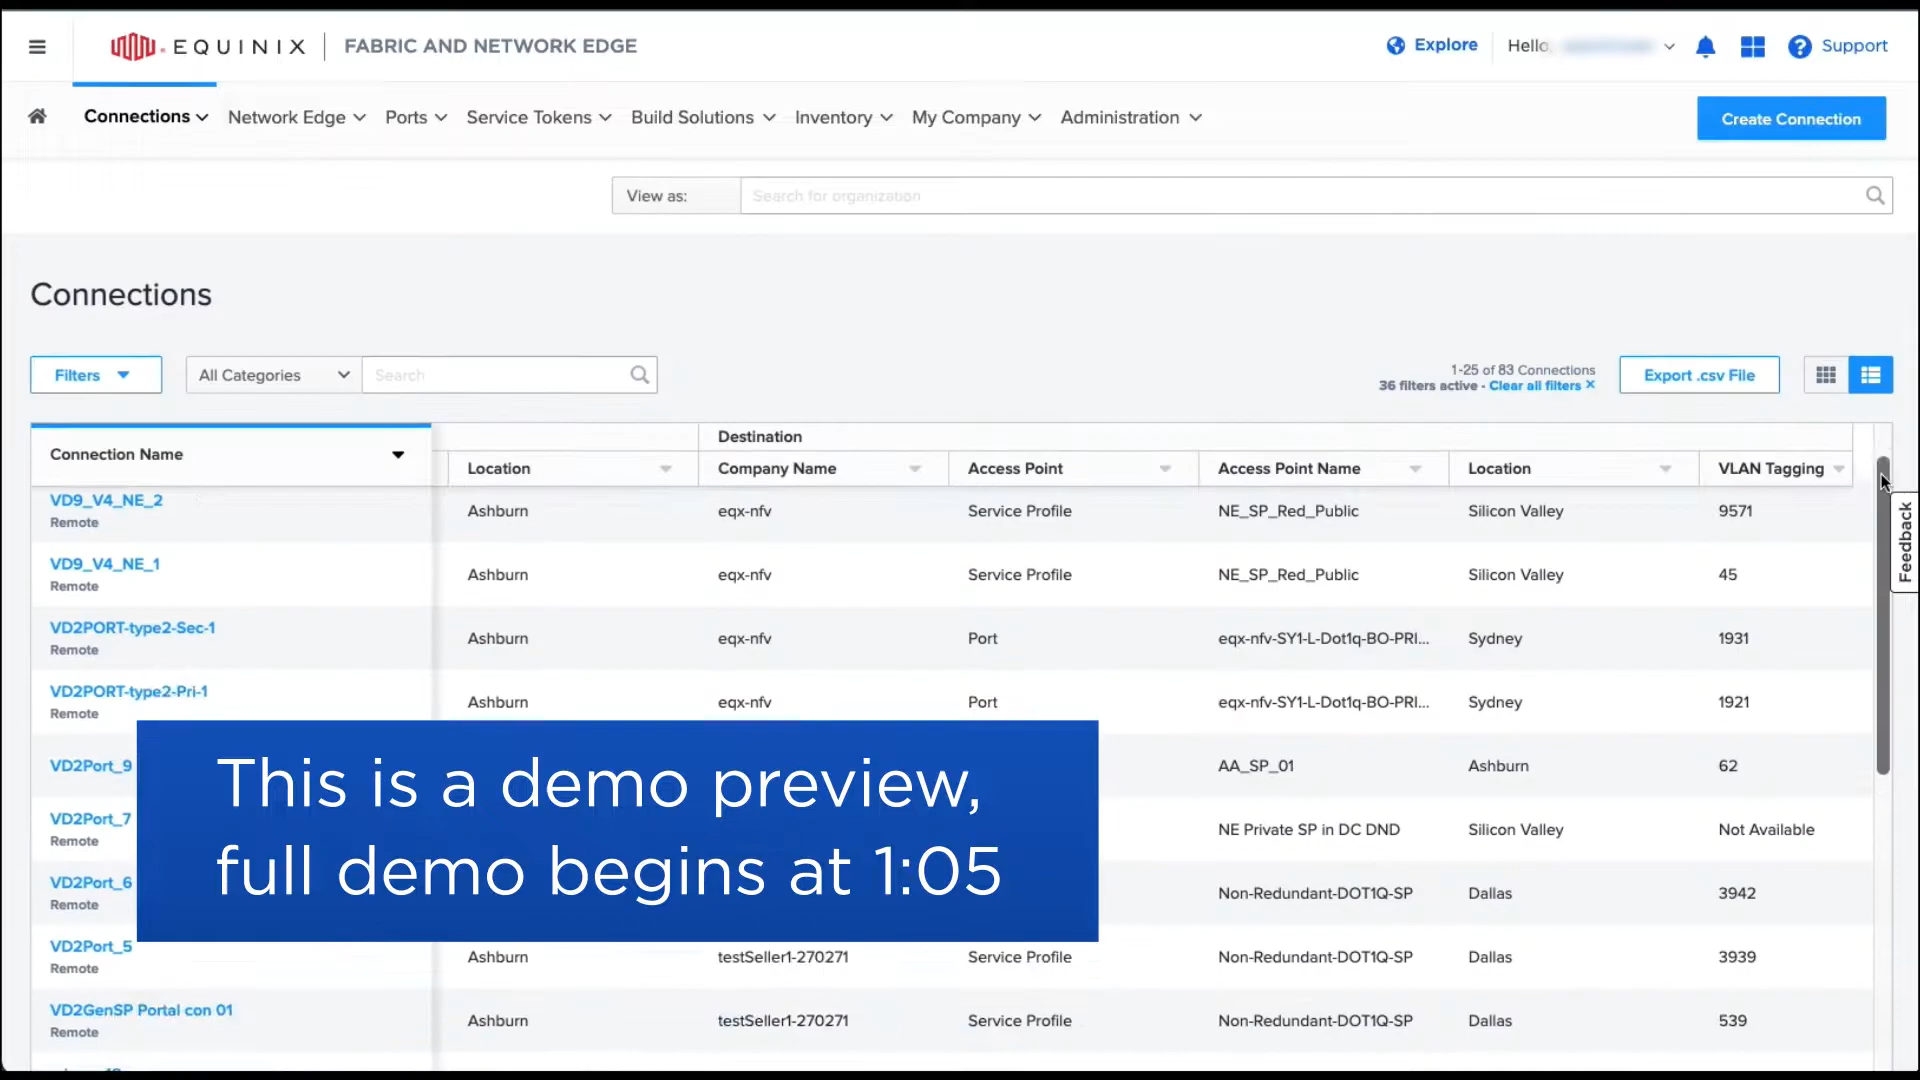 EQUINIX FABRIC AND NETWORK EDGE Explore Hello, Support
Connections Network Edge Ports Service Tokens Build Solutions Inventory My Company Administration Create Connection
View as: Search for organization
Connections
Filters All Categories Search 1-25 of 83 Connections
36 filters active - Clear all filters × Export .csv File
Destination
Connection Name Location Company Name Access Point Access Point Name Location VLAN Tagging
VD9_V4_NE_2 Ashburn eqx-nfv Service Profile NE_SP_Red_Public Silicon Valley 9571
Remote
Feedback
VD9_V4_NE_1 Ashburn eqx-nfv Service Profile NE_SP_Red_Public Silicon Valley 45
Remote
VD2PORT-type2-Sec-1 Ashburn eqx-nfv Port eqx-nfv-SY1-L-Dot1q-BO-PRI... Sydney 1931
Remote
VD2PORT-type2-Pri-1 Ashburn eqx-nfv Port eqx-nfv-SY1-L-Dot1q-BO-PRI... Sydney 1921
Remote
VD2Port_9 AA_SP_01 Ashburn 62
VD2Port_7 NE Private SP in DC DND Silicon Valley Not Available
Remote
VD2Port_6 Non-Redundant-DOT1Q-SP Dallas 3942
Remote
This is a demo preview,
full demo begins at 1:05
VD2Port_5 Ashburn testSeller1-270271 Service Profile Non-Redundant-DOT1Q-SP Dallas 3939
Remote
VD2GenSP Portal con 01 Ashburn testSeller1-270271 Service Profile Non-Redundant-DOT1Q-SP Dallas 539
Remote